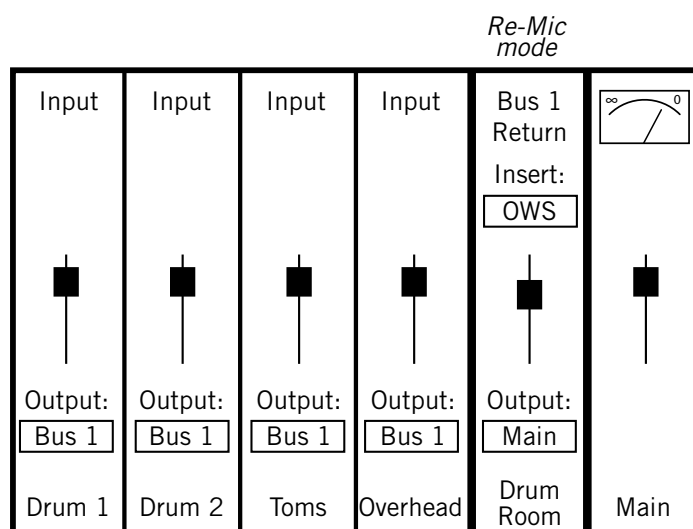 Re-Mic
mode
Input
Output:
Bus 1
Drum 1
Input
Output:
Bus 1
Drum 2
Input
Output:
Bus 1
Toms
Input
Output:
Bus 1
Overhead
Bus 1
Return
Insert:
OWS
Output:
Main
Drum
Room
∞ 0
Main